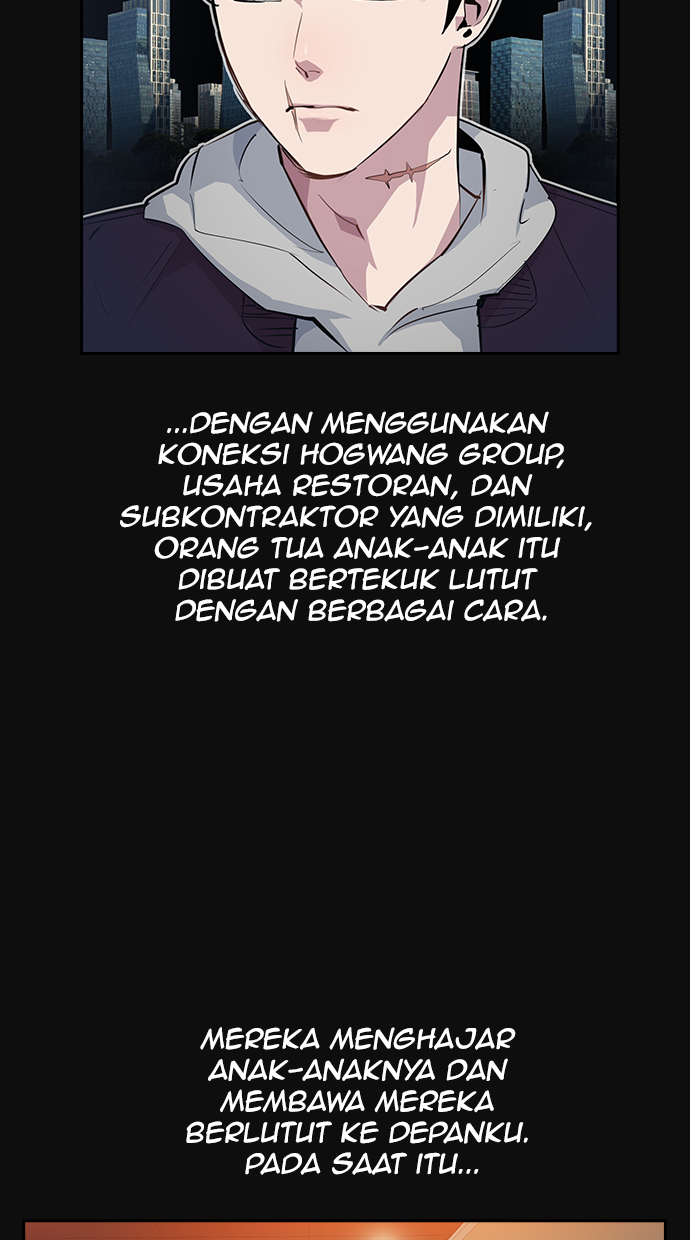 ...DENGAN MENGGUNAKAN
KONEKSI HOGWANG GROUP,
USAHA RESTORAN, DAN
SUBKONTRAKTOR YANG DIMILIKI,
ORANG TUA ANAK-ANAK ITU
DIBUAT BERTEKUK LUTUT
DENGAN BERBAGAI CARA.
MEREKA MENGHAJAR
ANAK-ANAKNYA DAN
MEMBAWA MEREKA
BERLUTUT KE DEPANKU.
PADA SAAT ITU...